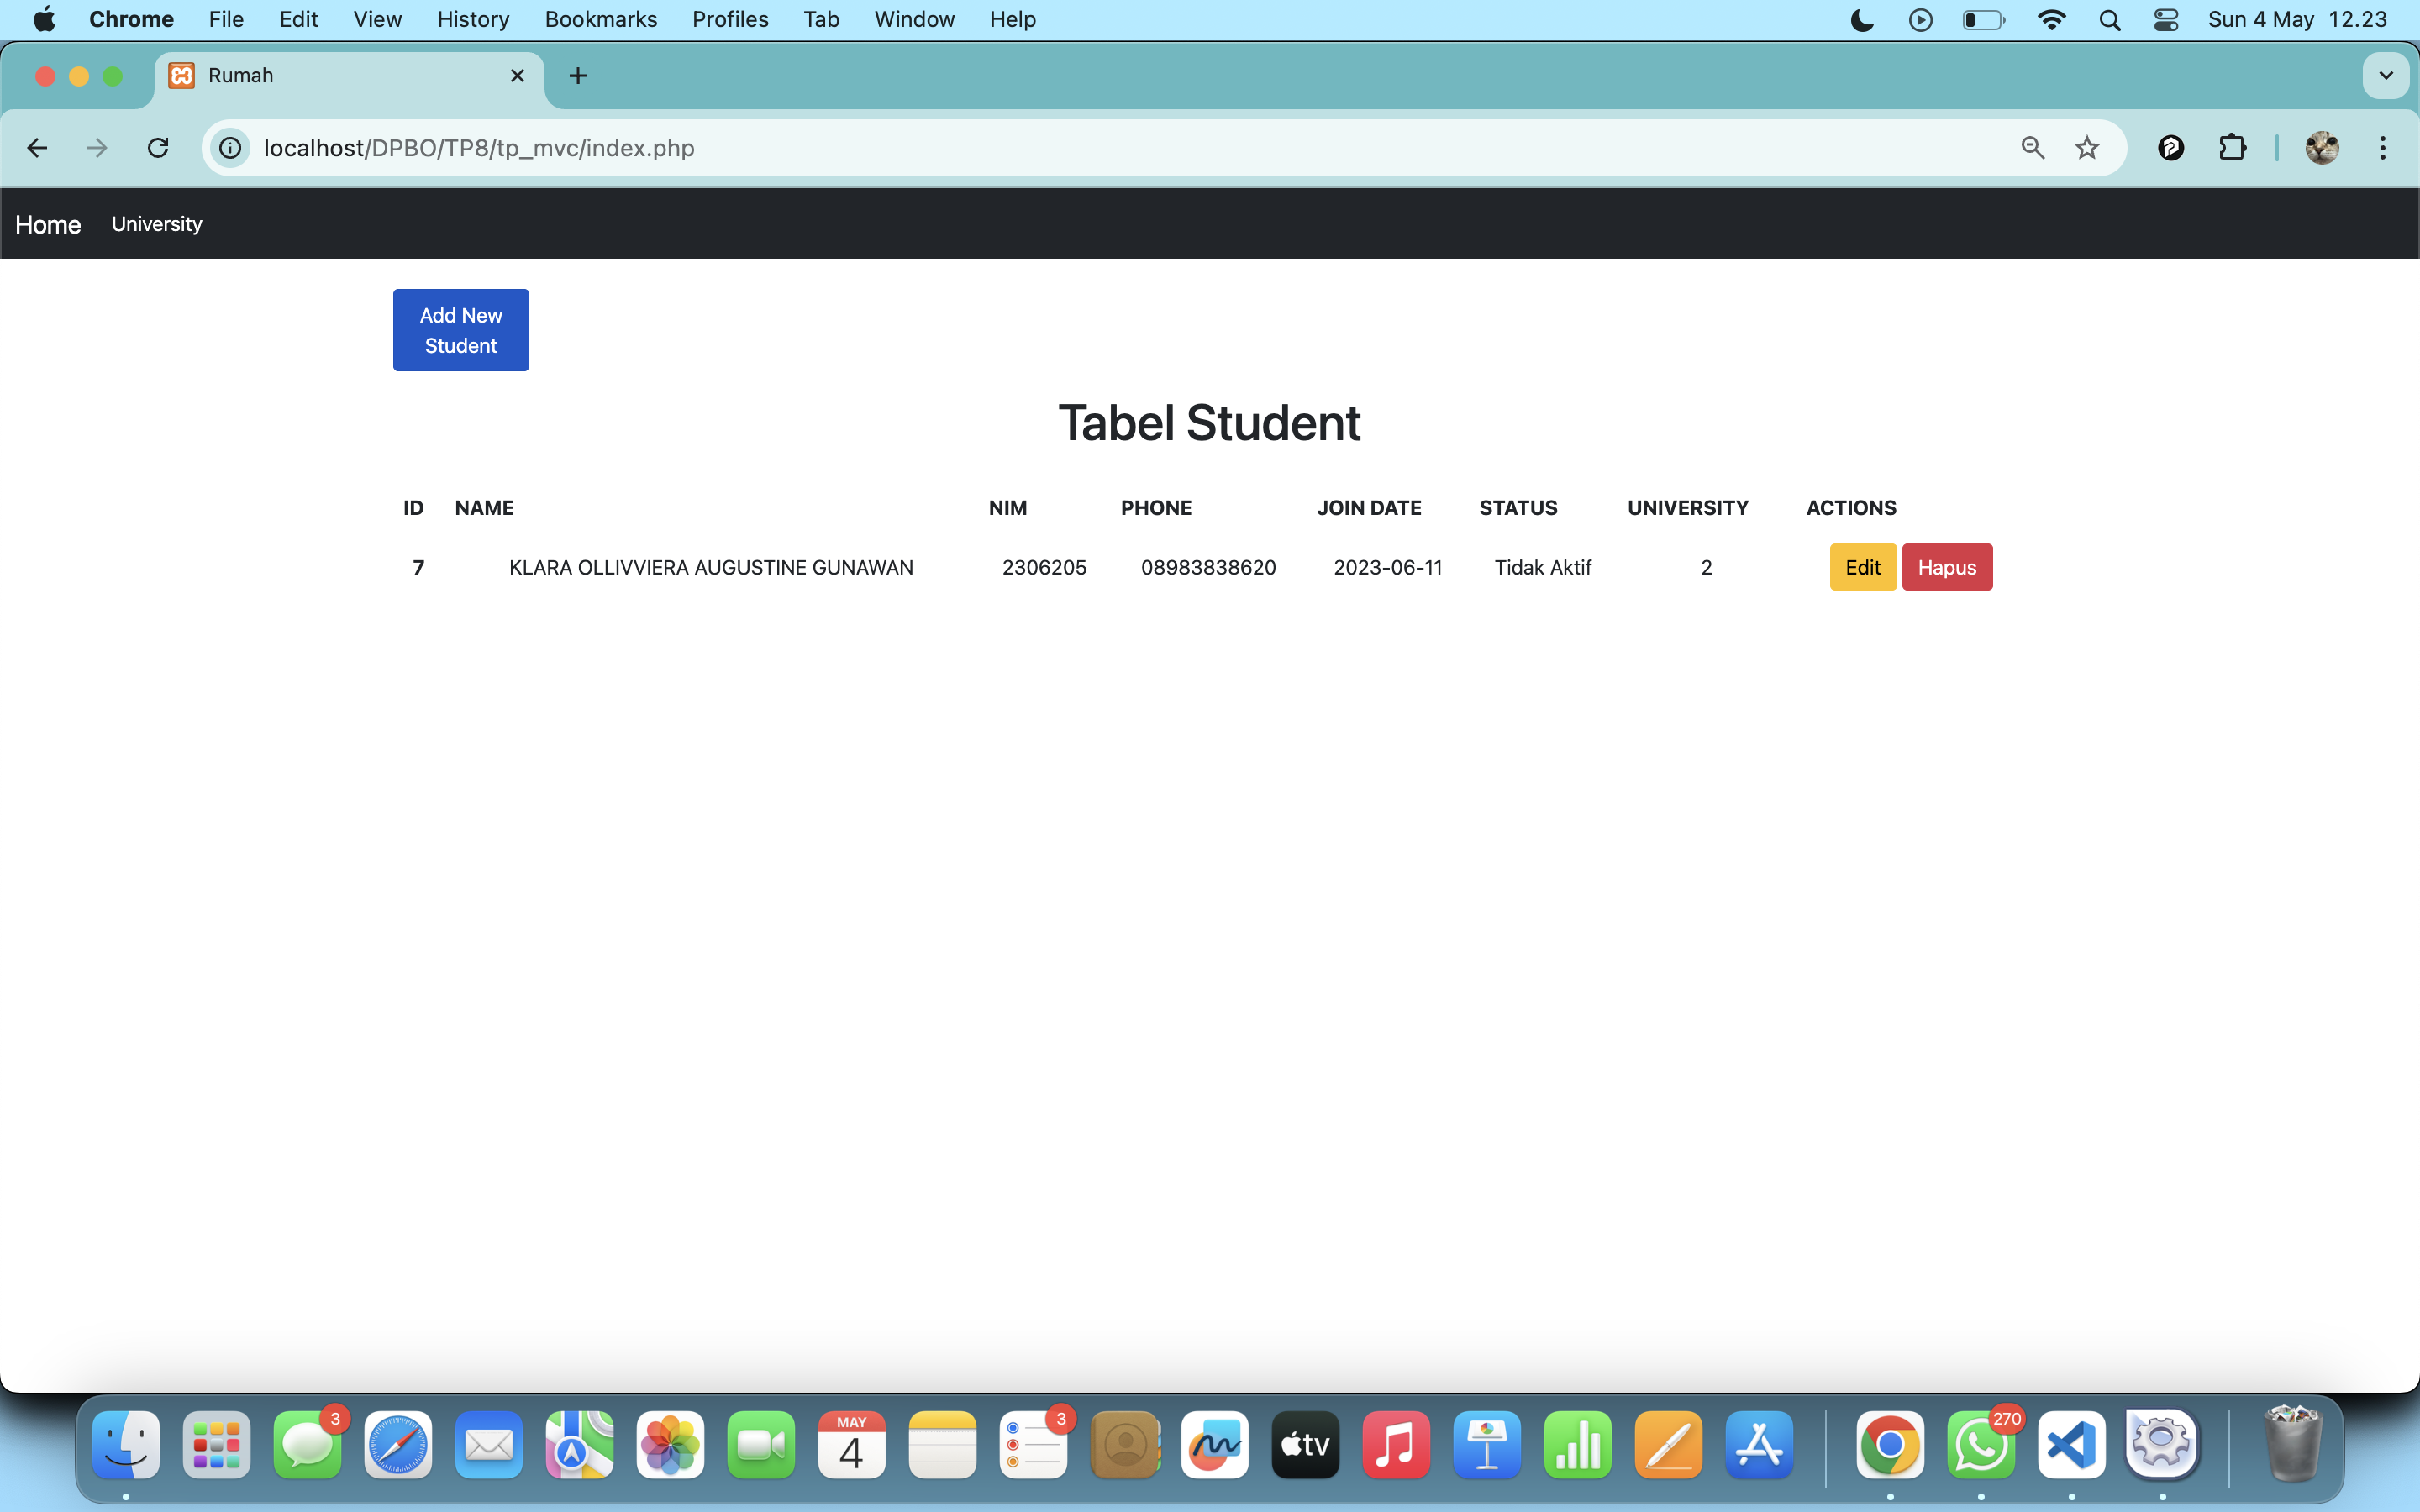 Chrome File Edit View History Bookmarks Profiles Tab Window Help Sun 4 May 12.23
Rumah
localhost/DPBO/TP8/tp_mvc/index.php
Home University
Add New
Student
Tabel Student
ID NAME NIM PHONE JOIN DATE STATUS UNIVERSITY ACTIONS
7 KLARA OLLIVVIERA AUGUSTINE GUNAWAN 2306205 08983838620 2023-06-11 Tidak Aktif 2 Edit Hapus
3 MAY 3 270
4 tv